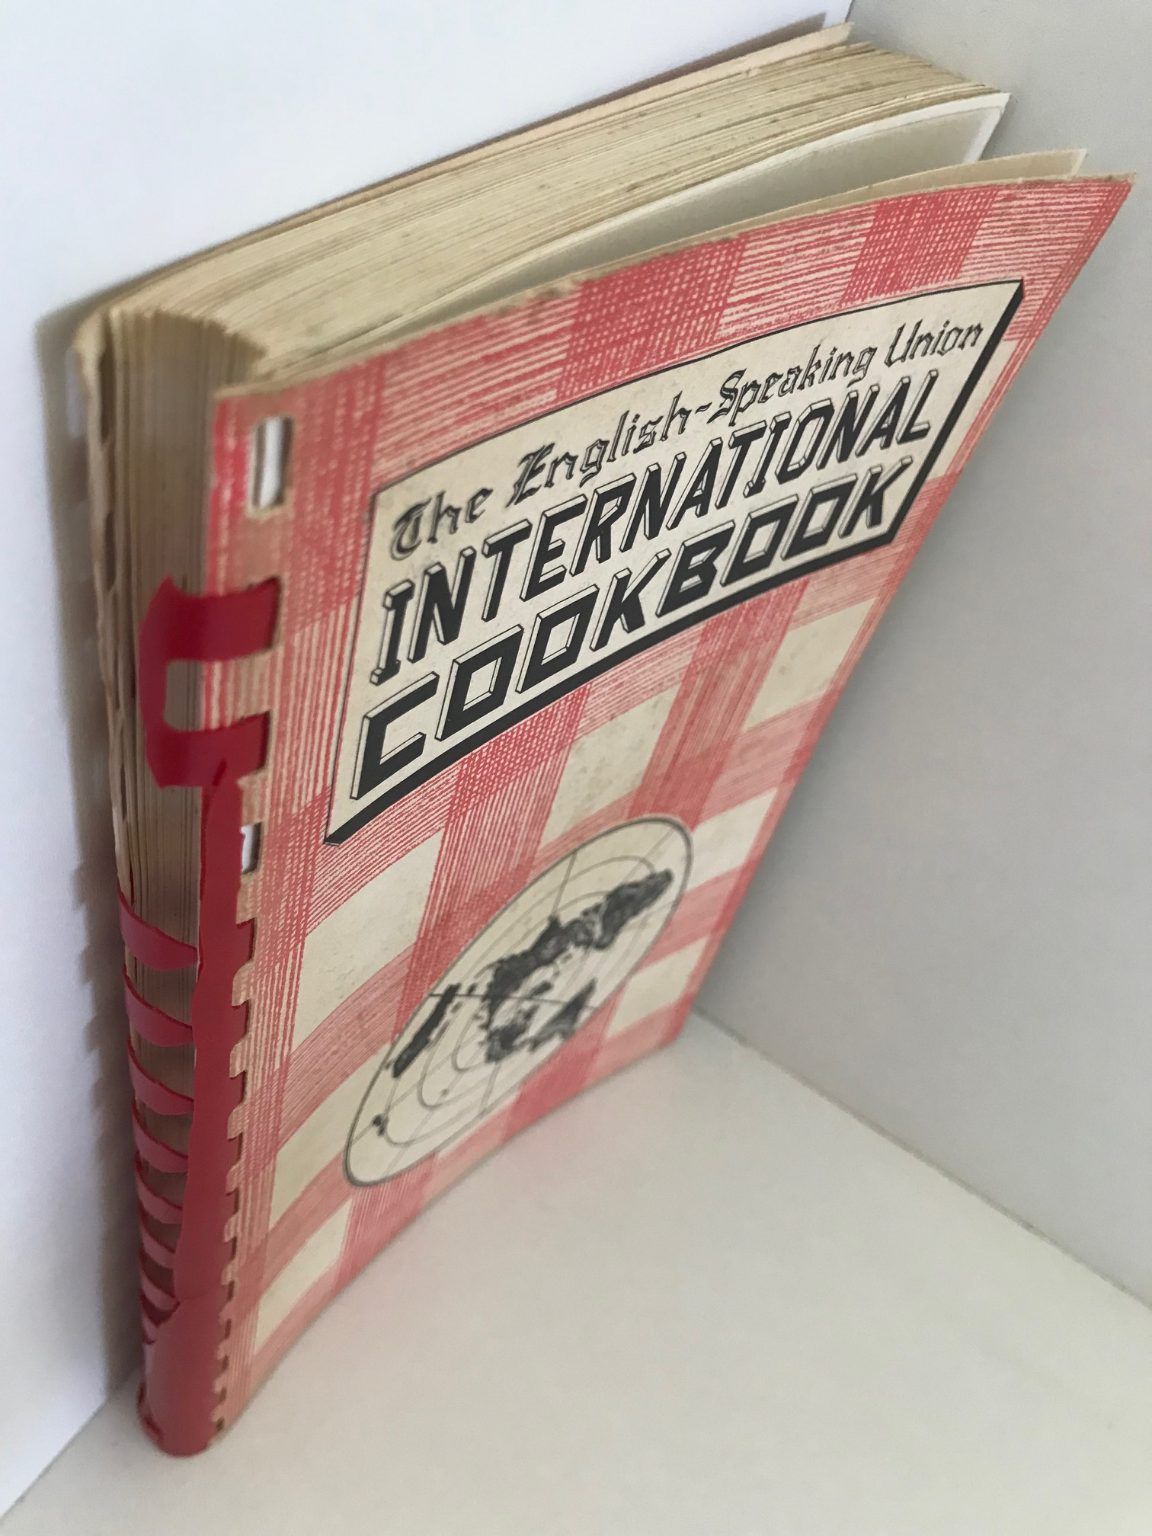 The English-Speaking Union
INTERNATIONAL
COOKBOOK